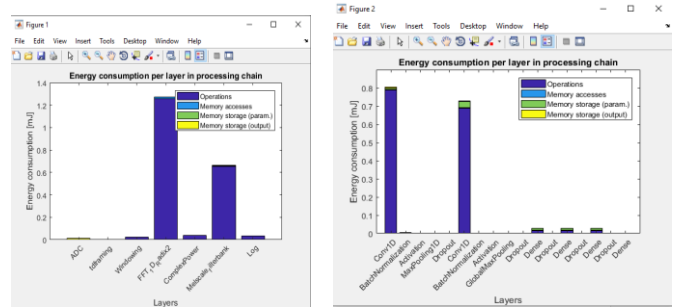 Figure 1
File Edit View Insert Tools Desktop Window Help
Energy consumption per layer in processing chain
Operations
Memory accesses
Memory storage (param.)
Memory storage (output)
Energy consumption [mJ]
1.4
1.2
1
0.8
0.6
0.4
0.2
0
ADC
Idframing
Windowing
FFT_1D_Radix2
ComplexPower
Melscale_filterbank
Log
Layers
Figure 2
File Edit View Insert Tools Desktop Window Help
Energy consumption per layer in processing chain
Operations
Memory accesses
Memory storage (param.)
Memory storage (output)
Energy consumption [mJ]
0.8
0.7
0.6
0.5
0.4
0.3
0.2
0.1
0
Conv1D
BatchNormalization
Activation
MaxPooling1D
Dropout
Conv1D
BatchNormalization
Activation
GlobalMaxPooling
Dropout
Dense
Dropout
Dense
Dropout
Dense
Dropout
Dense
Layers